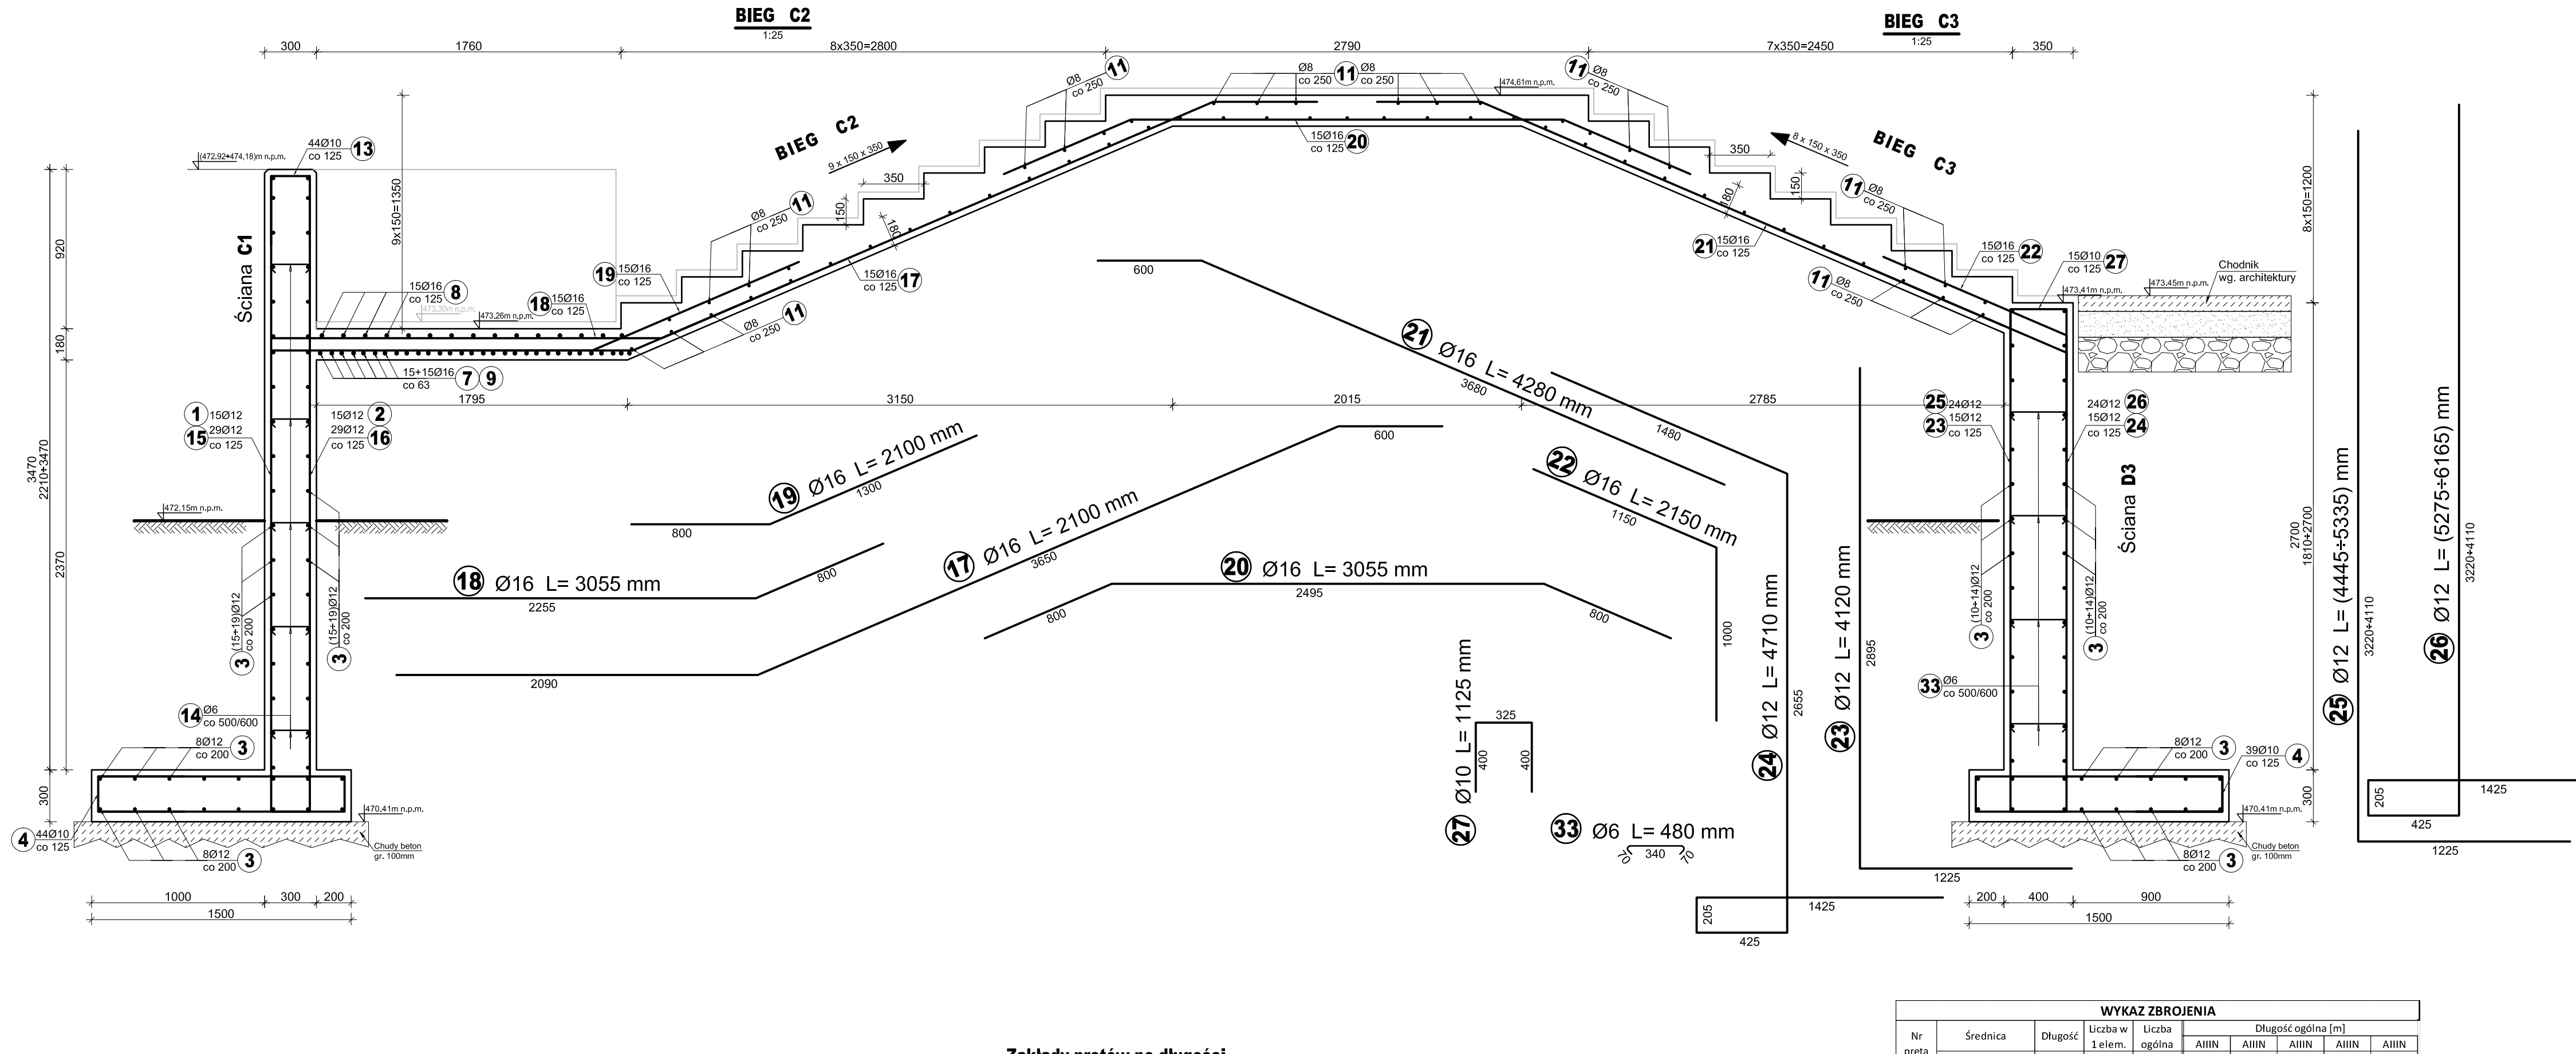 BIEG C2
1:25
BIEG C3
1:25
300
1760
8x350=2800
2790
7x350=2450
350
Ø8
co 250
11
Ø8
co 250
11
Ø8
co 250
11
Ø8
co 250
474,61m n.p.m.
44Ø10
co 125
13
(472.92÷474,18)m n.p.m.
BIEG C2
9 x 150 x 350
350
150
180
15Ø16
co 125
20
8 x 150 x 350
BIEG C3
350
150
180
11
Ø8
co 250
9x150=1350
8x150=1200
920
180
2370
3470
2210÷3470
300
Ściana C1
15Ø16
co 125
8
473,30m n.p.m.
473,26m n.p.m.
18
15Ø16
co 125
19
15Ø16
co 125
Ø8
co 250
11
15Ø16
co 125
17
Ø8
co 250
11
21
15Ø16
co 125
15Ø16
co 125
22
11
Ø8
co 250
15Ø10
co 125
27
473,41m n.p.m.
473.45m n.p.m.
Chodnik
wg. architektury
15+15Ø16
co 63
7
9
1795
3150
2015
2785
1
15Ø12
15
29Ø12
co 125
15Ø12
2
29Ø12
16
co 125
472,15m n.p.m.
3
(15+19)Ø12
co 200
3
(15+19)Ø12
co 200
14
Ø6
co 500/600
8Ø12
co 200
3
4
44Ø10
co 125
8Ø12
co 200
3
470.41m n.p.m.
Chudy beton
gr. 100mm
1000
300
200
1500
600
21 Ø16 L= 4280 mm
3680
19 Ø16 L= 2100 mm
800
1300
18 Ø16 L= 3055 mm
2255
800
17 Ø16 L= 2100 mm
2090
3650
600
20 Ø16 L= 3055 mm
800
2495
800
22 Ø16 L= 2150 mm
1150
1000
27 Ø10 L= 1125 mm
325
400
400
33 Ø6 L= 480 mm
70
340
70
24 Ø12 L= 4710 mm
1480
2655
205
425
1425
23 Ø12 L= 4120 mm
2895
1225
25
24Ø12
23
15Ø12
co 125
24Ø12
26
15Ø12
24
co 125
Ściana D3
3
(10+14)Ø12
co 200
3
(10+14)Ø12
co 200
33
Ø6
co 500/600
8Ø12
co 200
3
39Ø10
co 125
4
8Ø12
co 200
3
470.41m n.p.m.
Chudy beton
gr. 100mm
200
400
900
1500
2700
1810÷2700
300
25 Ø12 L= (4445÷5335) mm
3220÷4110
1225
26 Ø12 L= (5275÷6165) mm
3220÷4110
205
425
1425
Zakłady prętów po długości
WYKAZ ZBROJENIA
Nr pręta
Średnica
Długość
Liczba w 1 elem.
Liczba ogólna
Długość ogólna [m]
AIIIN AIIIN AIIIN AIIIN AIIIN